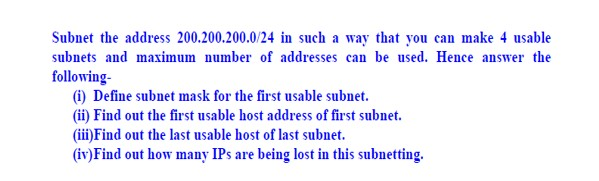 Subnet the address 200.200.200.0/24 in such a way that you can make 4 usable
subnets and maximum number of addresses can be used. Hence answer the
following-
(i) Define subnet mask for the first usable subnet.
(ii) Find out the first usable host address of first subnet.
(iii)Find out the last usable host of last subnet.
(iv)Find out how many IPs are being lost in this subnetting.